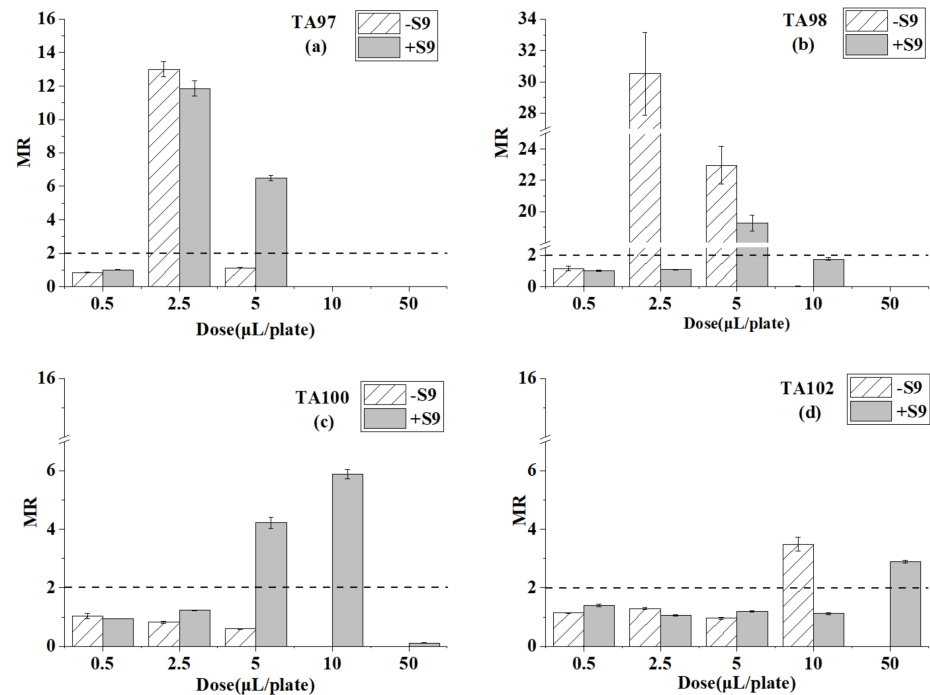 TA97
(a)
-S9
+S9
16
14
12
10
8
6
4
2
0
MR
0.5 2.5 5 10 50
Dose(μL/plate)
TA98
(b)
-S9
+S9
34
32
30
28
24
22
20
2
0
MR
0.5 2.5 5 10 50
Dose(μL/plate)
TA100
(c)
-S9
+S9
16
6
4
2
0
MR
0.5 2.5 5 10 50
Dose(μL/plate)
TA102
(d)
-S9
+S9
16
6
4
2
0
MR
0.5 2.5 5 10 50
Dose(μL/plate)